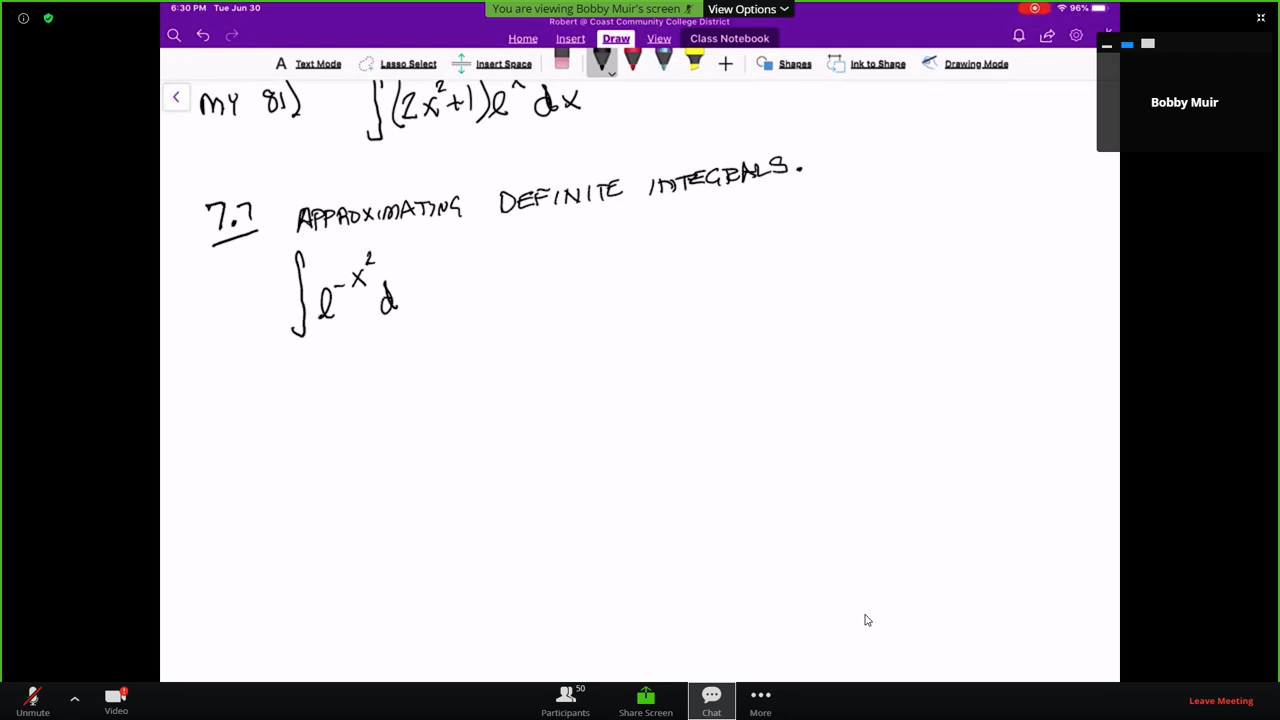 You are viewing Bobby Muir's screen View Options
6:30 PM Tue Jun 30
96%
Robert @ Coast Community College District
Home Insert Draw View Class Notebook
Text Mode Lasso Select Insert Space Shapes Ink to Shape Drawing Mode
Bobby Muir
MY 81) ∫(2x²+1)e^x dx
7.7 APPROXIMATING DEFINITE INTEGRALS.
∫e^-x² d
Unmute Video Participants 50 Share Screen Chat More Leave Meeting